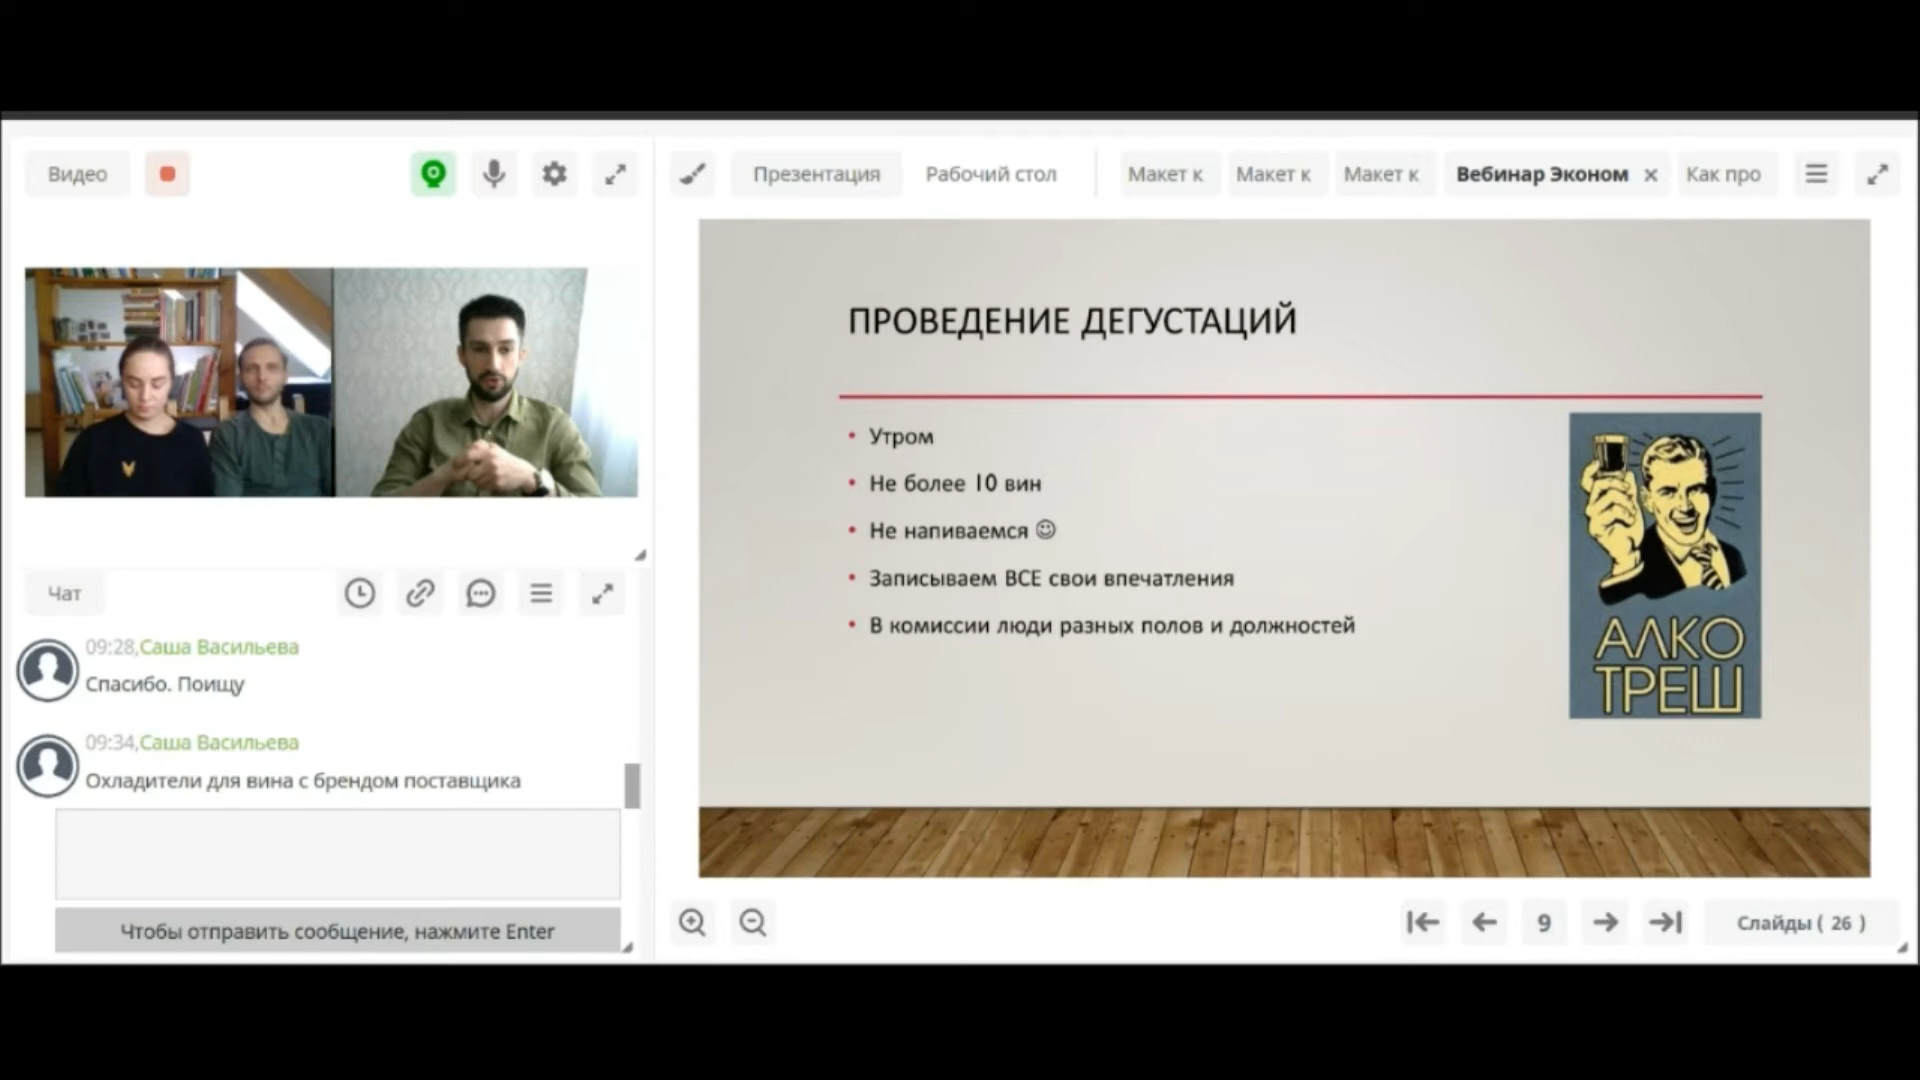 Видео
Презентация
Рабочий стол
Макет к
Макет к
Макет к
Вебинар Эконом
Как про
ПРОВЕДЕНИЕ ДЕГУСТАЦИЙ
• Утром
• Не более 10 вин
• Не напиваемся ☺
• Записываем ВСЕ свои впечатления
• В комиссии люди разных полов и должностей
АЛКО
ТРЕШ
Чат
09:28,Саша Васильева
Спасибо. Поищу
09:34,Саша Васильева
Охладители для вина с брендом поставщика
Чтобы отправить сообщение, нажмите Enter
9
Слайды ( 26 )